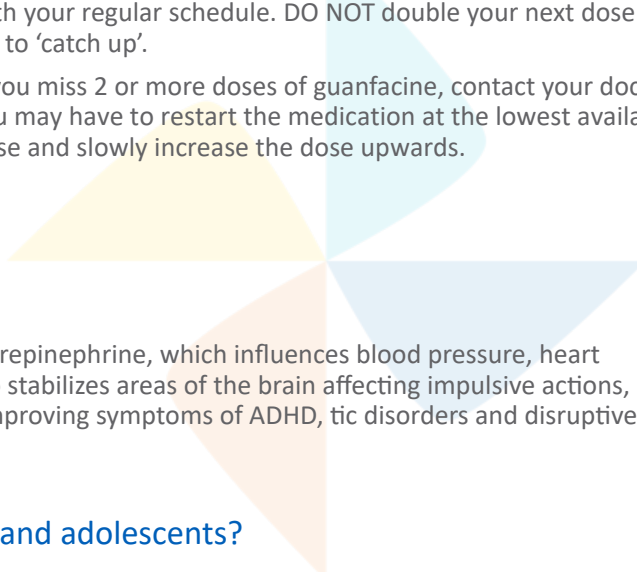 th your regular schedule. DO NOT double your next dose
to ‘catch up’.
you miss 2 or more doses of guanfacine, contact your doc
u may have to restart the medication at the lowest availa
se and slowly increase the dose upwards.
repinephrine, which influences blood pressure, heart
stabilizes areas of the brain affecting impulsive actions,
nproving symptoms of ADHD, tic disorders and disruptive
and adolescents?